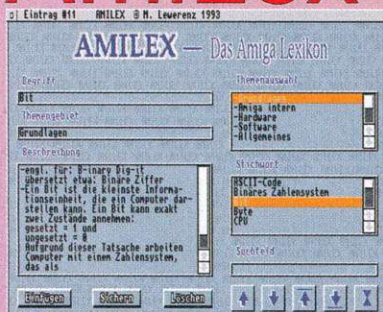 Eintrag #11 AMILEX © M. Lewerenz 1993
AMILEX — Das Amiga Lexikon
Begriff
Bit
Themengebiet
Grundlagen
Beschreibung
-engl. für: B-inary Dig-it
übersetzt etwa: Binäre Ziffer
-Ein Bit ist die kleinste Informa-
tionseinheit, die ein Computer dar-
stellen kann. Ein Bit kann exakt
zwei Zustände annehmen:
gesetzt = 1 und
ungesetzt = 0
Aufgrund dieser Tatsache arbeiten
Computer mit einem Zahlensystem,
das als
Einfügen Sichern Löschen
Themenauswahl
-Grundlagen
-Amiga intern
-Hardware
-Software
-Allgemeines
Stichwort
ASCII-Code
Binäres Zahlensystem
Bit
Byte
CPU
Suchfeld